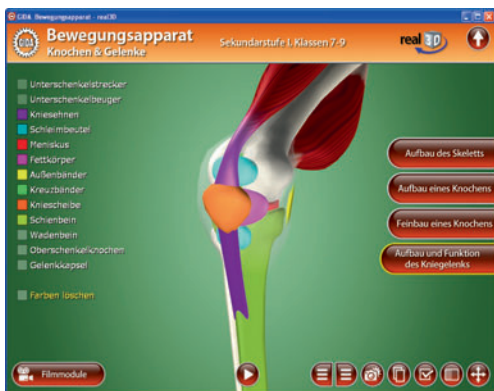 GIDA Bewegungsapparat - real3D
GIDA
Bewegungsapparat
Knochen & Gelenke
Sekundarstufe I, Klassen 7-9
real 3D
Unterschenkelstrecker
Unterschenkelbeuger
Kniesehnen
Schleimbeutel
Meniskus
Fettkörper
Außenbänder
Kreuzbänder
Kniescheibe
Schienbein
Wadenbein
Oberschenkelknochen
Gelenkkapsel
Farben löschen
Aufbau des Skeletts
Aufbau eines Knochens
Feinbau eines Knochens
Aufbau und Funktion
des Kniegelenks
Filmmodule